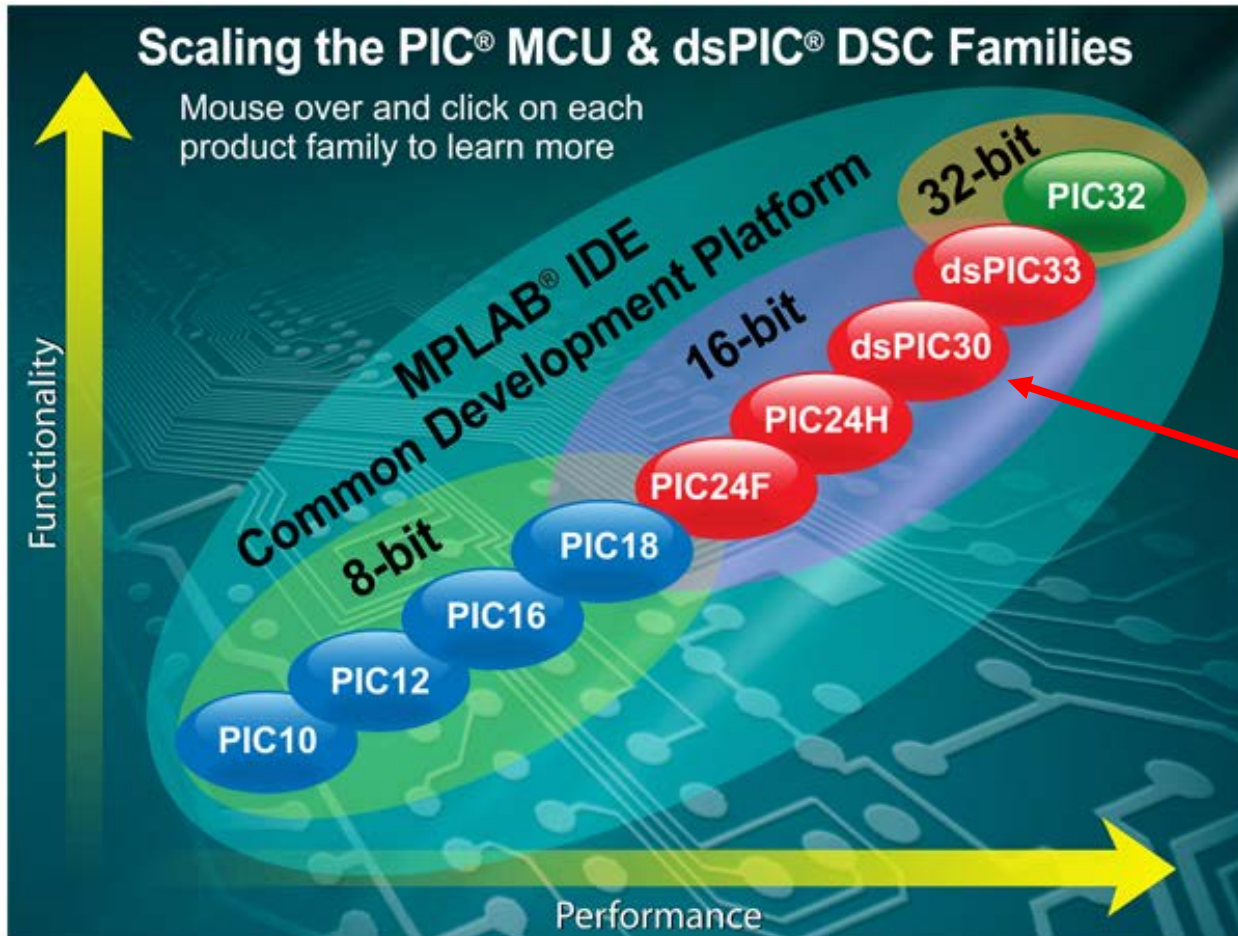 Scaling the PIC® MCU & dsPIC® DSC Families
Mouse over and click on each
product family to learn more
Functionality
MPLAB® IDE
Common Development Platform
32-bit
PIC32
dsPIC33
16-bit
dsPIC30
PIC24H
PIC24F
8-bit
PIC18
PIC16
PIC12
PIC10
Performance